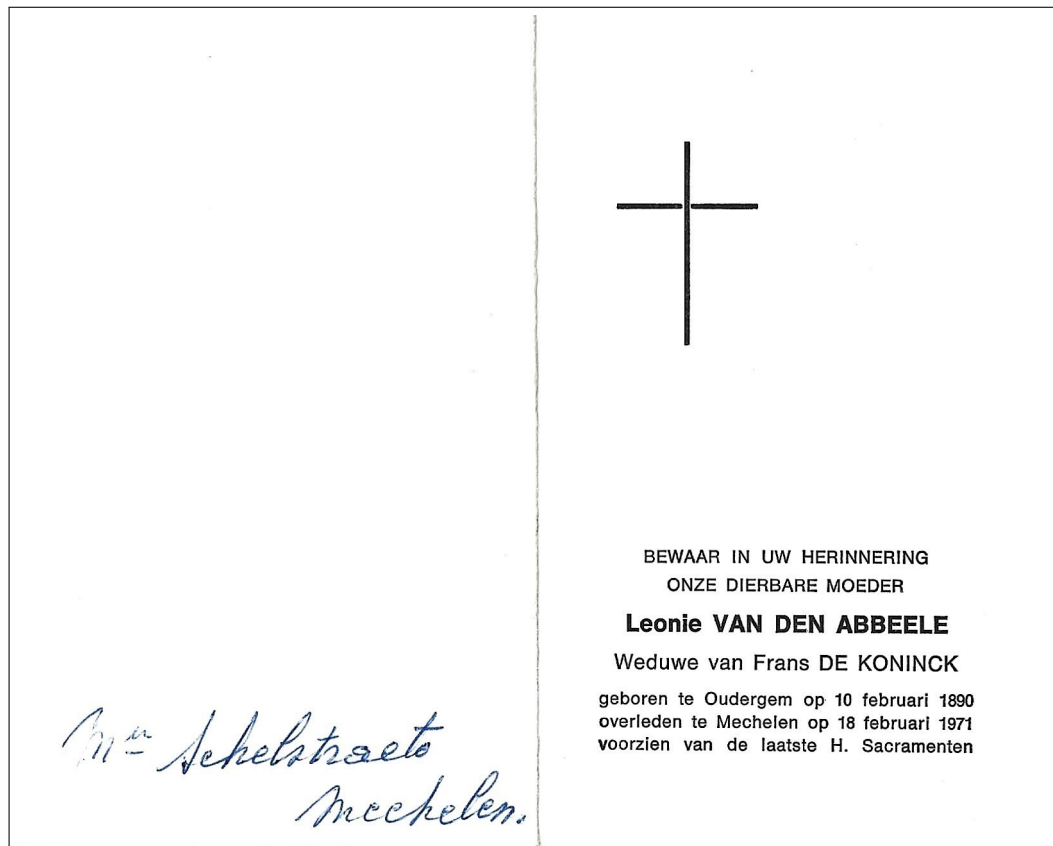 Mer Schelstraete
Mechelen.
BEWAAR IN UW HERINNERING
ONZE DIERBARE MOEDER
Leonie VAN DEN ABBEELE
Weduwe van Frans DE KONINCK
geboren te Oudergem op 10 februari 1890
overleden te Mechelen op 18 februari 1971
voorzien van de laatste H. Sacramenten